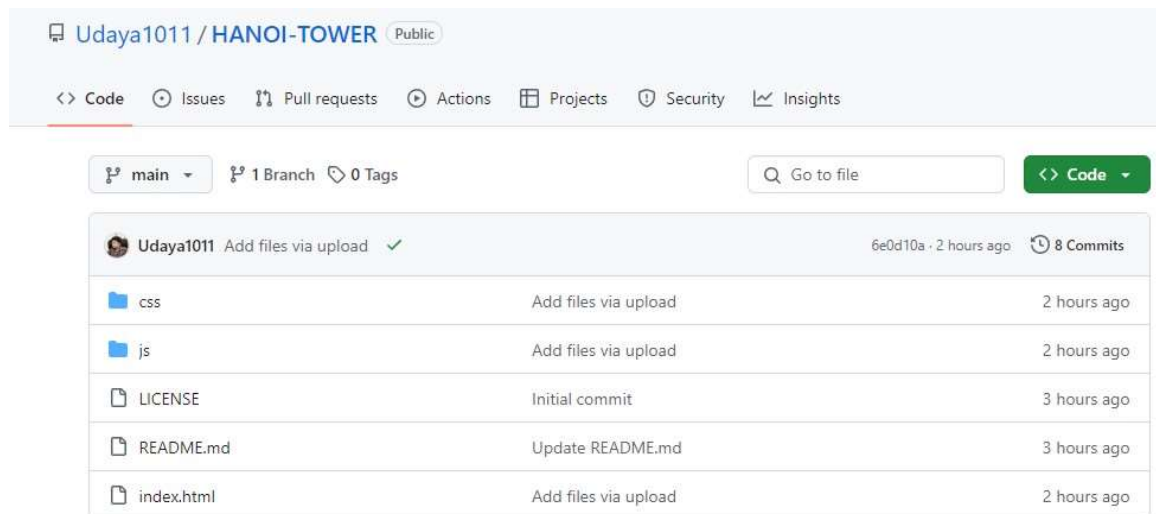 Udaya1011 / HANOI-TOWER Public
Code Issues Pull requests Actions Projects Security Insights
main 1 Branch 0 Tags Go to file Code
Udaya1011 Add files via upload 6e0d10a · 2 hours ago 8 Commits
css Add files via upload 2 hours ago
js Add files via upload 2 hours ago
LICENSE Initial commit 3 hours ago
README.md Update README.md 3 hours ago
index.html Add files via upload 2 hours ago